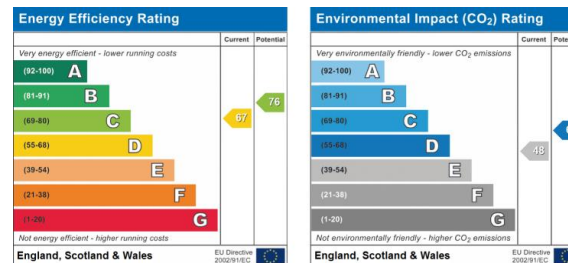 Energy Efficiency Rating
Current Potential
Very energy efficient - lower running costs
(92-100) A
(81-91) B
(69-80) C
(55-68) D
(39-54) E
(21-38) F
(1-20) G
67
76
Not energy efficient - higher running costs
England, Scotland & Wales
EU Directive
2002/91/EC
Environmental Impact (CO₂) Rating
Current
Very environmentally friendly - lower CO₂ emissions
(92-100) A
(81-91) B
(69-80) C
(55-68) D
(39-54) E
(21-38) F
(1-20) G
48
Not environmentally friendly - higher CO₂ emissions
England, Scotland & Wales
EU Directive
2002/91/EC